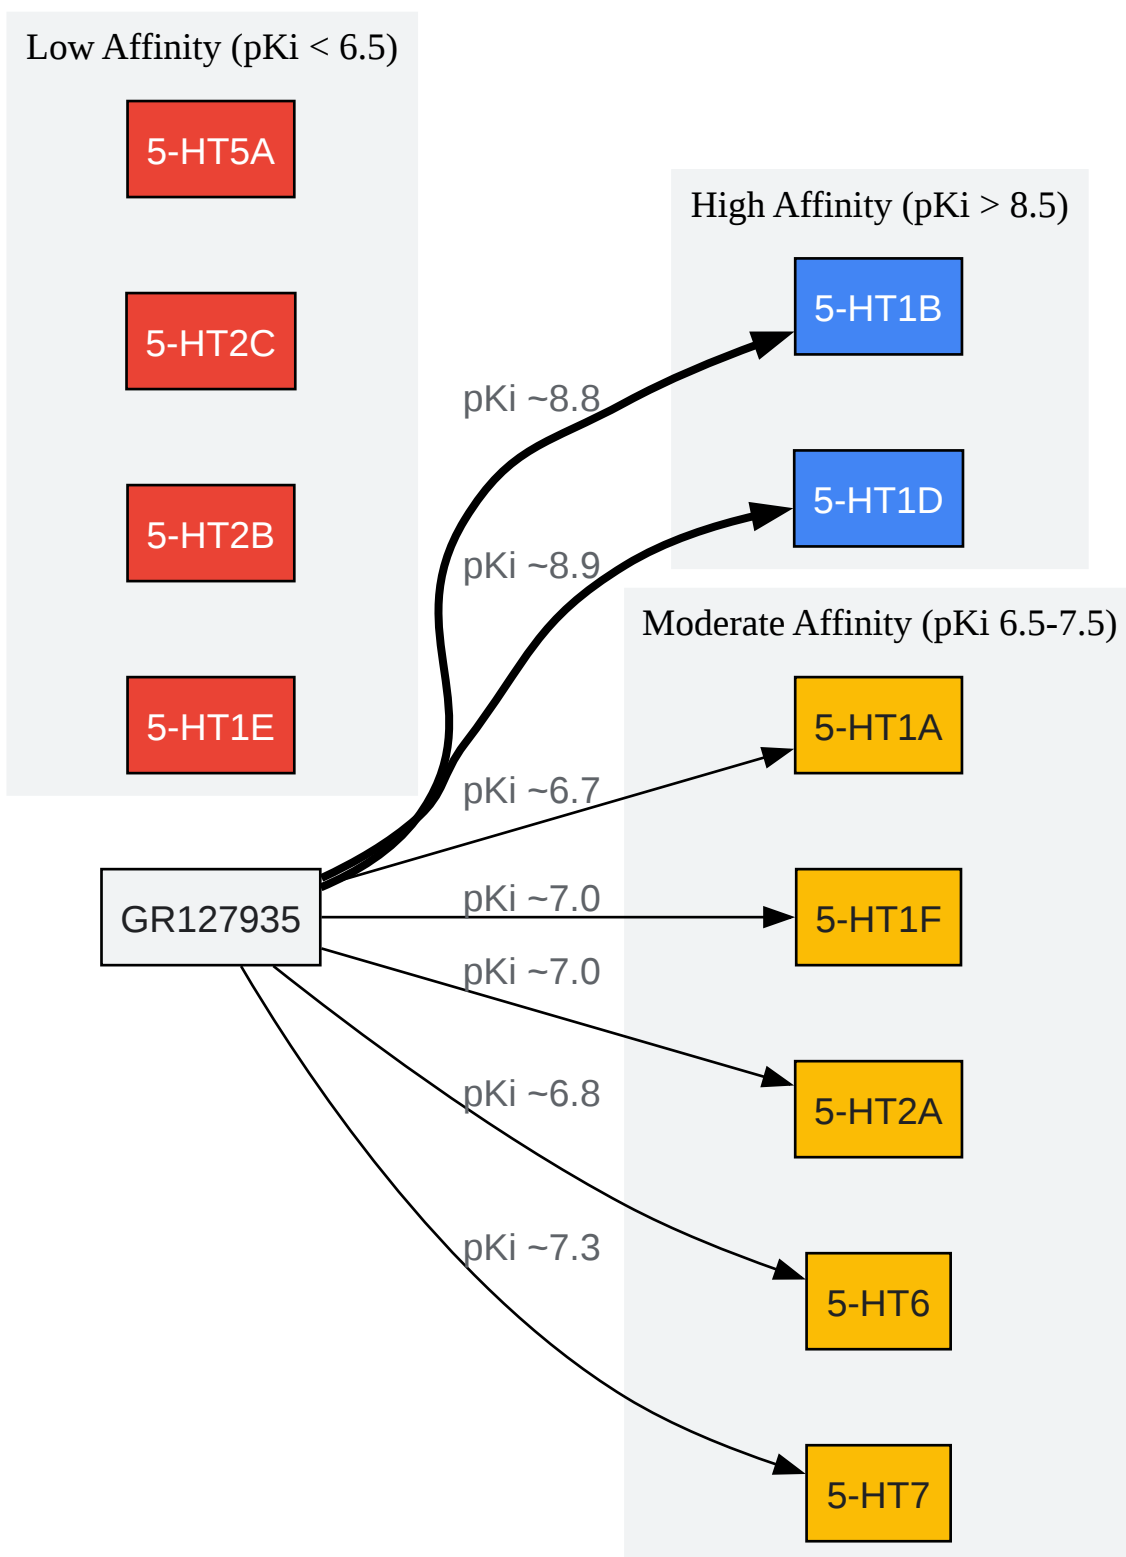 Low Affinity (pKi < 6.5)
5-HT5A
5-HT2C
5-HT2B
5-HT1E
High Affinity (pKi > 8.5)
5-HT1B
5-HT1D
pKi ~8.8
pKi ~8.9
Moderate Affinity (pKi 6.5-7.5)
5-HT1A
5-HT1F
5-HT2A
5-HT6
5-HT7
GR127935
pKi ~6.7
pKi ~7.0
pKi ~7.0
pKi ~6.8
pKi ~7.3